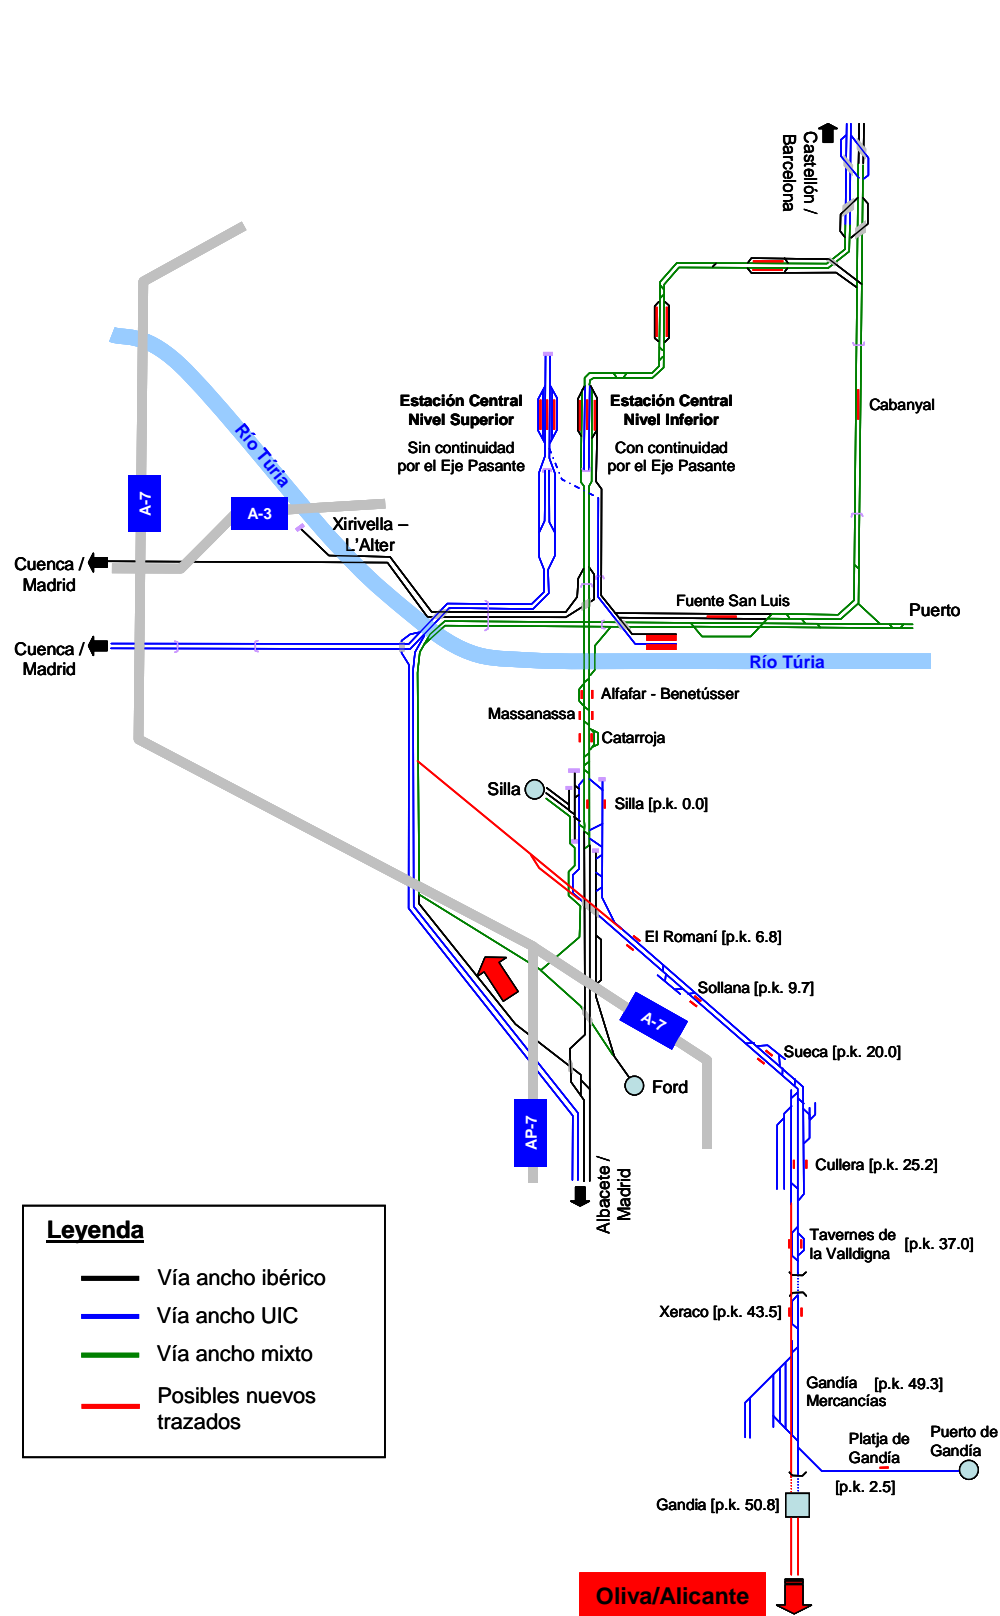 Castellón /
Barcelona
Estación Central
Nivel Superior
Sin continuidad
por el Eje Pasante
Estación Central
Nivel Inferior
Con continuidad
por el Eje Pasante
Cabanyal
Río Túria
A-7
A-3
Xirivella –
L'Alter
Cuenca /
Madrid
Fuente San Luis
Puerto
Cuenca /
Madrid
Río Túria
Alfafar - Benetússer
Massanassa
Catarroja
Silla
Silla [p.k. 0.0]
El Romaní [p.k. 6.8]
Sollana [p.k. 9.7]
A-7
Sueca [p.k. 20.0]
Ford
AP-7
Albacete /
Madrid
Cullera [p.k. 25.2]
Tavernes de
la Valldigna [p.k. 37.0]
Xeraco [p.k. 43.5]
Gandía [p.k. 49.3]
Mercancías
Platja de
Gandía
Puerto de
Gandía
[p.k. 2.5]
Gandia [p.k. 50.8]
Oliva/Alicante
Leyenda
Vía ancho ibérico
Vía ancho UIC
Vía ancho mixto
Posibles nuevos
trazados